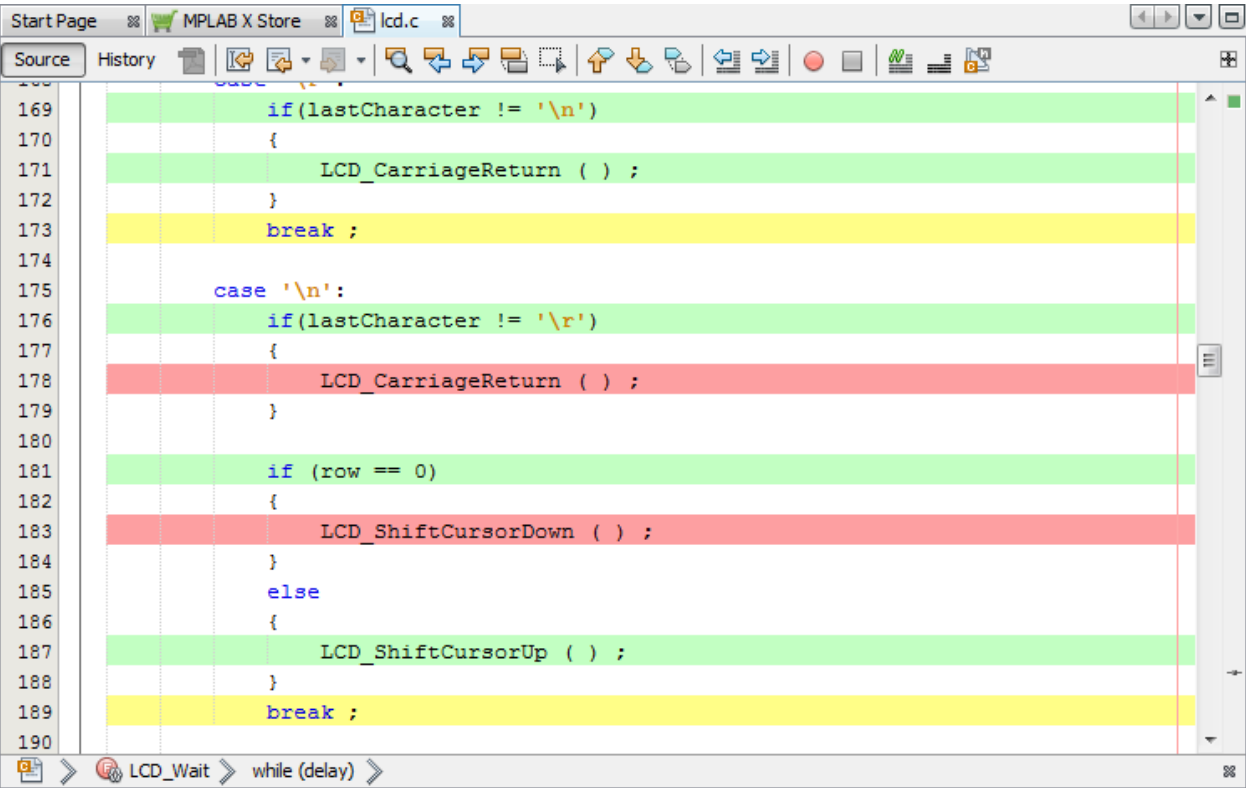 Start Page MPLAB X Store lcd.c
Source History
169 if(lastCharacter != '\n')
170 {
171 LCD_CarriageReturn ( ) ;
172 }
173 break ;
174
175 case '\n':
176 if(lastCharacter != '\r')
177 {
178 LCD_CarriageReturn ( ) ;
179 }
180
181 if (row == 0)
182 {
183 LCD_ShiftCursorDown ( ) ;
184 }
185 else
186 {
187 LCD_ShiftCursorUp ( ) ;
188 }
189 break ;
190
LCD_Wait while (delay)